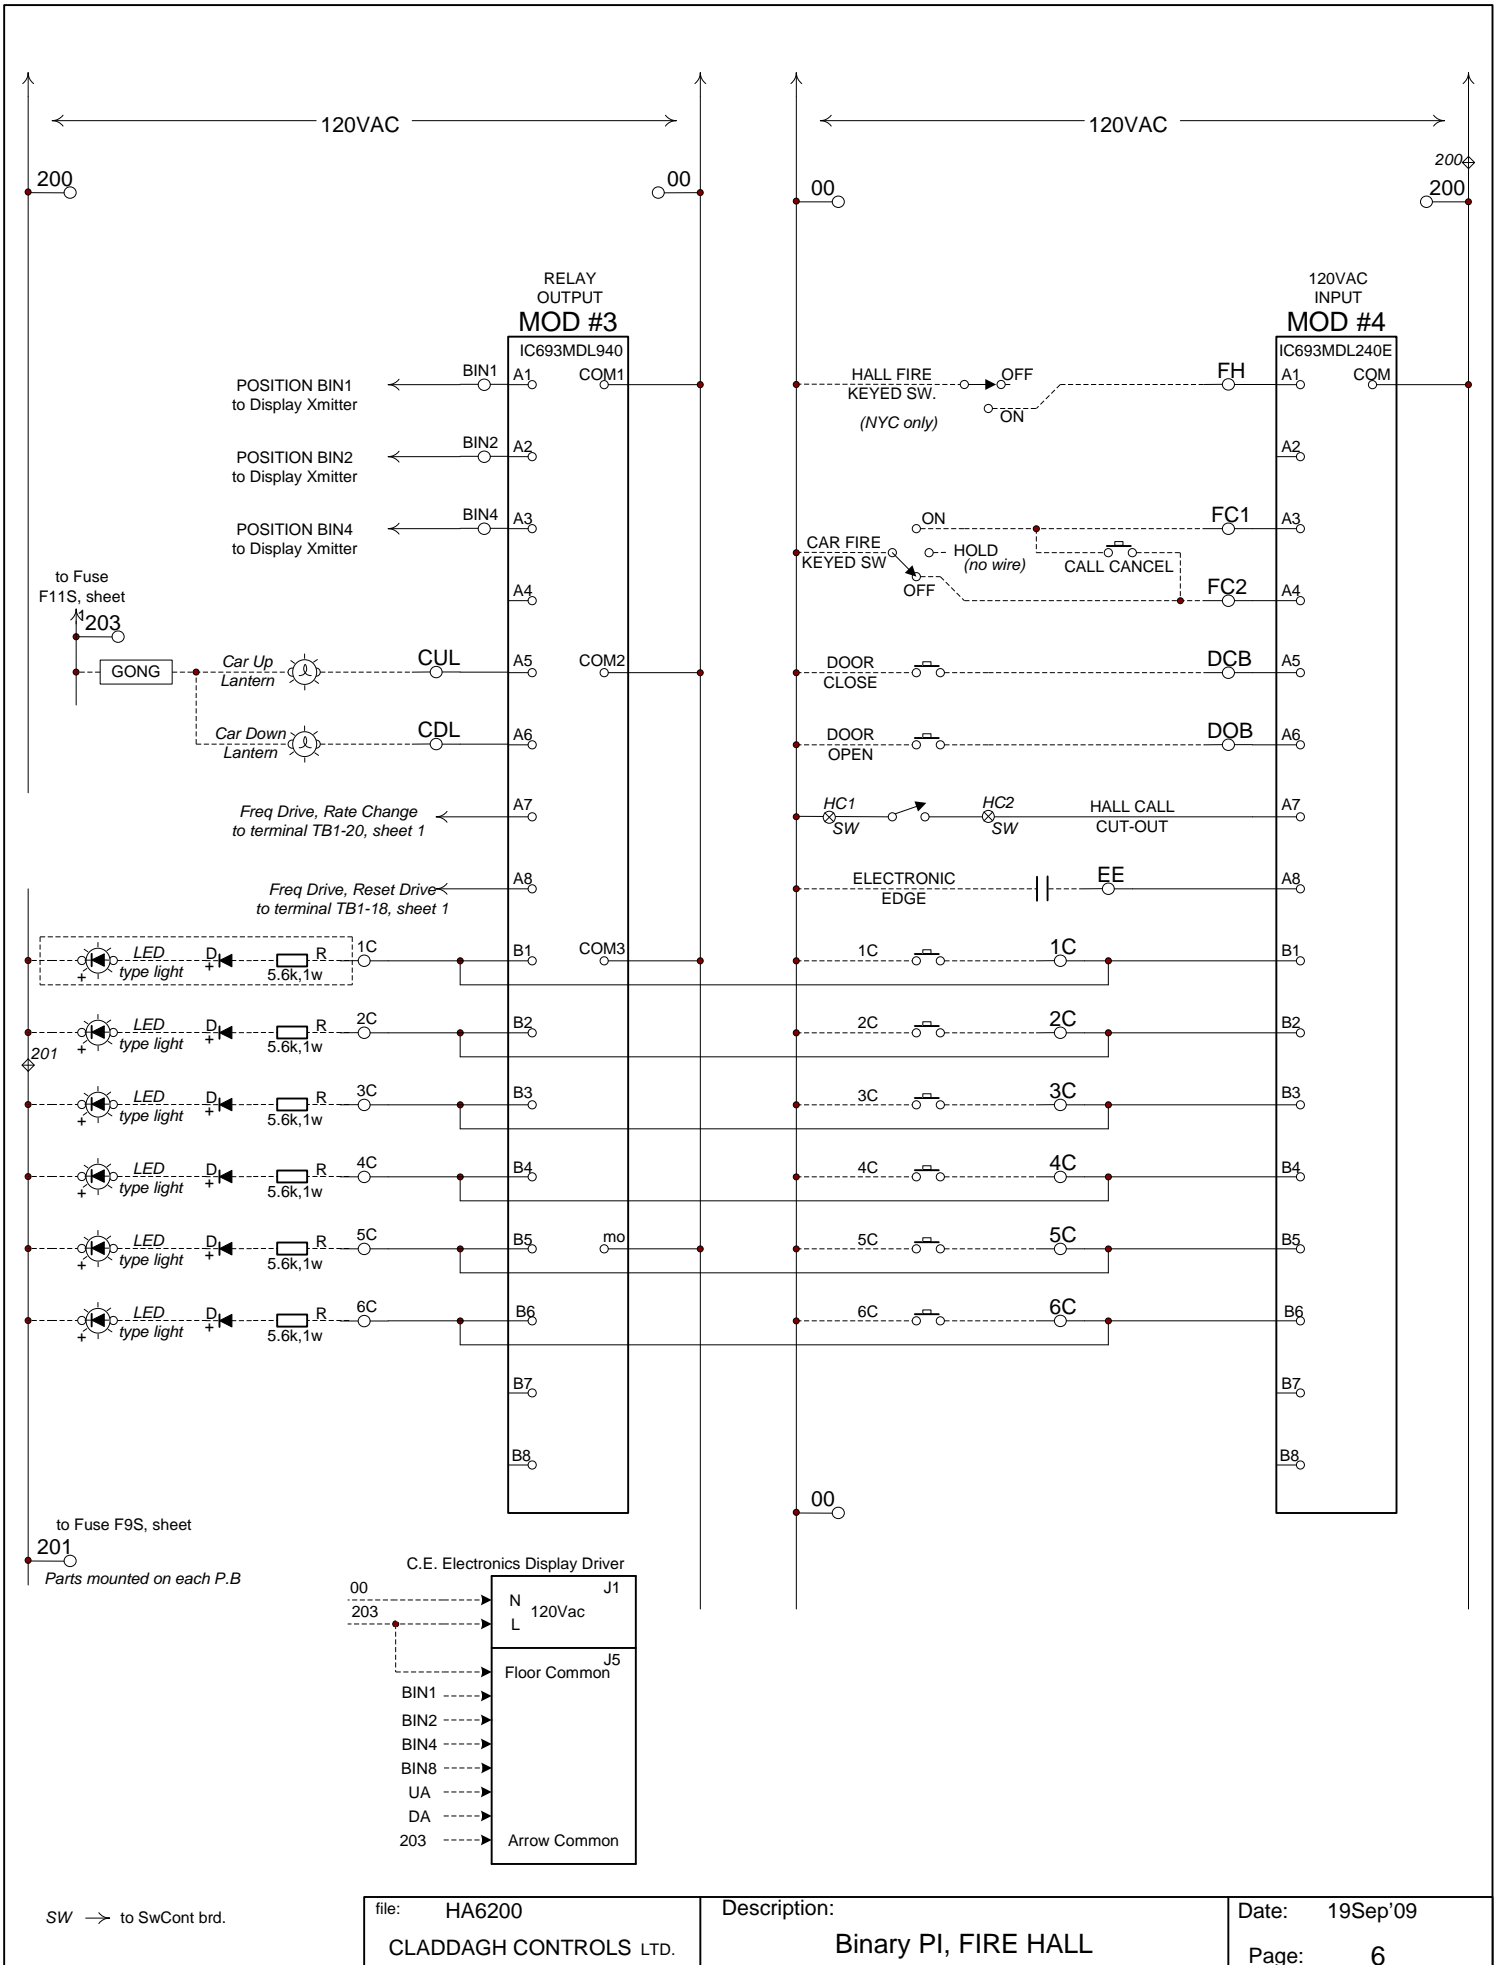 120VAC
120VAC
200
200
00
00
200
RELAY
OUTPUT
MOD #3
IC693MDL940
120VAC
INPUT
MOD #4
IC693MDL240E
POSITION BIN1
to Display Xmitter
BIN1
A1
COM1
HALL FIRE
KEYED SW.
(NYC only)
OFF
ON
FH
A1
COM
POSITION BIN2
to Display Xmitter
BIN2
A2
A2
POSITION BIN4
to Display Xmitter
BIN4
A3
CAR FIRE
KEYED SW
ON
HOLD
(no wire)
OFF
CALL CANCEL
FC1
A3
to Fuse
F11S, sheet
1
203
A4
FC2
A4
GONG
Car Up
Lantern
CUL
A5
COM2
DOOR
CLOSE
DCB
A5
Car Down
Lantern
CDL
A6
DOOR
OPEN
DOB
A6
Freq Drive, Rate Change
to terminal TB1-20, sheet 1
A7
HC1
SW
HC2
SW
HALL CALL
CUT-OUT
A7
Freq Drive, Reset Drive
to terminal TB1-18, sheet 1
A8
ELECTRONIC
EDGE
EE
A8
+
LED
type light
D
+
R
5.6k,1w
1C
B1
COM3
1C
1C
B1
+
LED
type light
D
+
R
5.6k,1w
2C
B2
2C
2C
B2
201
+
LED
type light
D
+
R
5.6k,1w
3C
B3
3C
3C
B3
+
LED
type light
D
+
R
5.6k,1w
4C
B4
4C
4C
B4
+
LED
type light
D
+
R
5.6k,1w
5C
B5
mo
5C
5C
B5
+
LED
type light
D
+
R
5.6k,1w
6C
B6
6C
6C
B6
B7
B7
B8
B8
00
to Fuse F9S, sheet
201
Parts mounted on each P.B
C.E. Electronics Display Driver
00
203
N
L
120Vac
J1
J5
Floor Common
BIN1
BIN2
BIN4
BIN8
UA
DA
203
Arrow Common
SW
to SwCont brd.
file: HA6200
CLADDAGH CONTROLS LTD.
Description:
Binary PI, FIRE HALL
Date: 19Sep'09
Page: 6